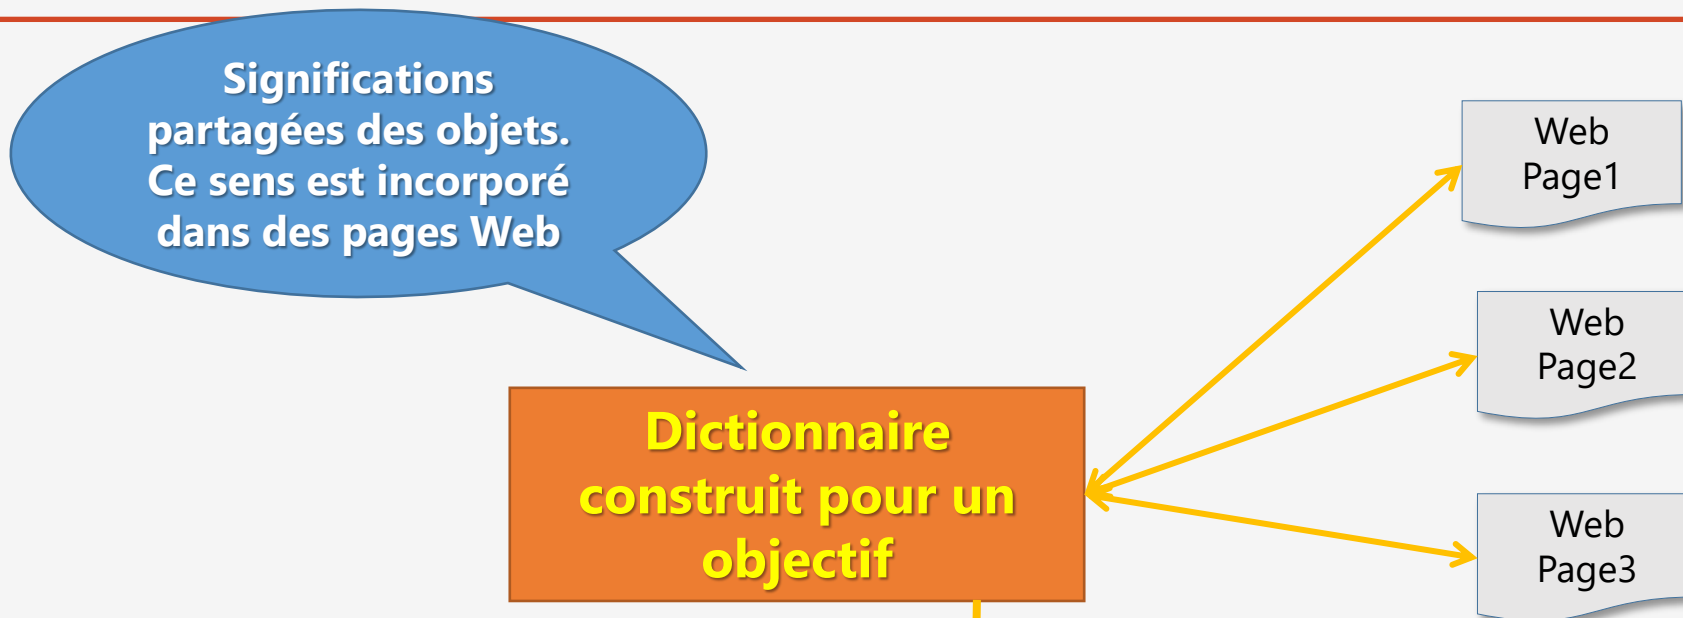 Significations
partagées des objets.
Ce sens est incorporé
dans des pages Web
Web
Page1
Web
Page2
Dictionnaire
construit pour un
objectif
Web
Page3